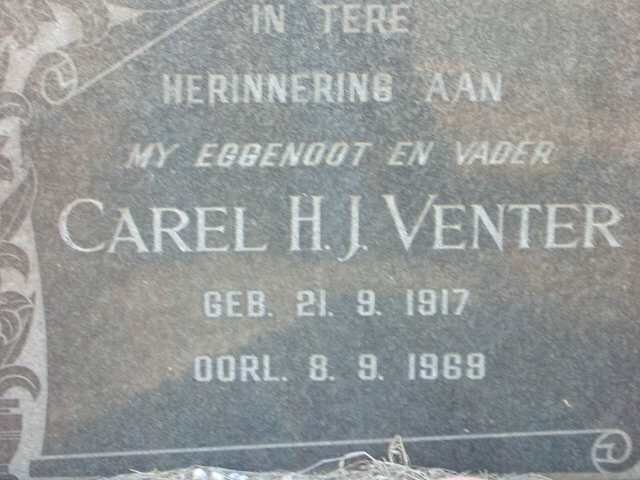 IN TERE
HERINNERING AAN
MY EGGENOOT EN VADER
CAREL H.J. VENTER
GEB. 21. 9. 1917
OORL. 8. 9. 1969